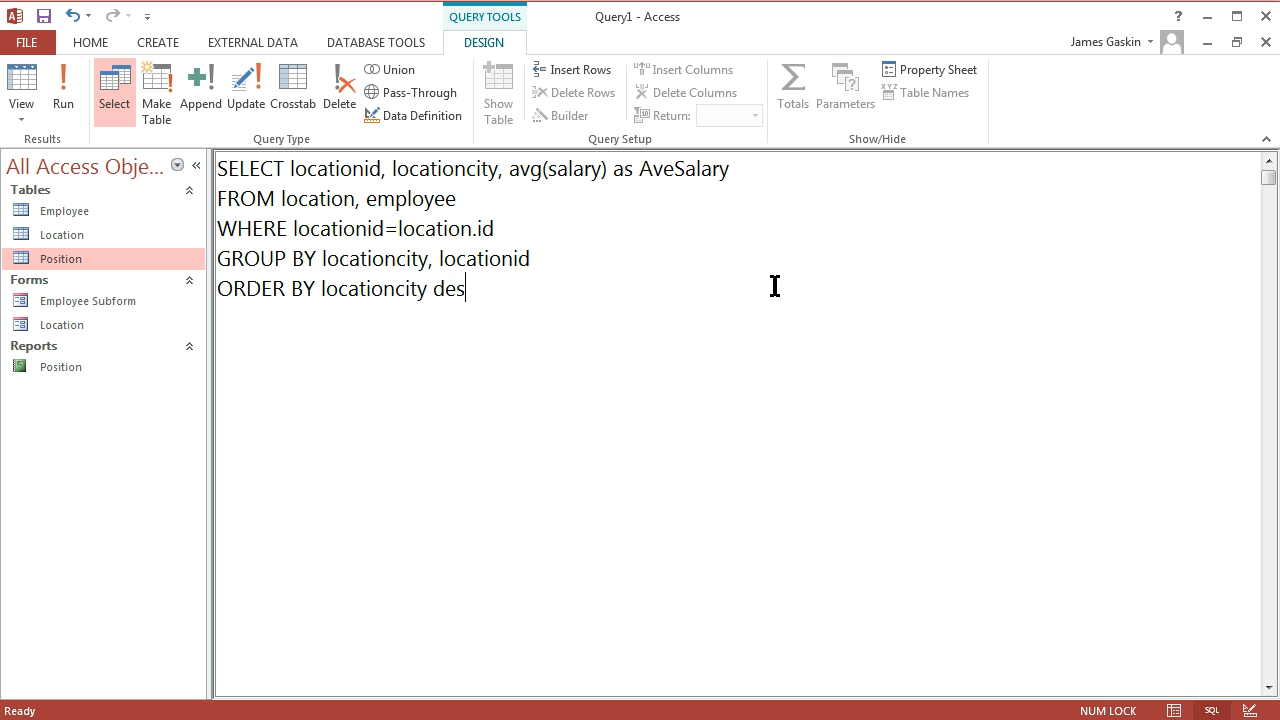 Query1 - Access
QUERY TOOLS
?
FILE
HOME
CREATE
EXTERNAL DATA
DATABASE TOOLS
DESIGN
James Gaskin
View
Run
Select
Make Table
Append
Update
Crosstab
Delete
Union
Pass-Through
Data Definition
Show Table
Insert Rows
Delete Rows
Builder
Insert Columns
Delete Columns
Return:
Totals
Parameters
Property Sheet
Table Names
Results
Query Type
Query Setup
Show/Hide
All Access Obje...
Tables
Employee
Location
Position
Forms
Employee Subform
Location
Reports
Position
SELECT locationid, locationcity, avg(salary) as AveSalary
FROM location, employee
WHERE locationid=location.id
GROUP BY locationcity, locationid
ORDER BY locationcity des
Ready
NUM LOCK
SQL